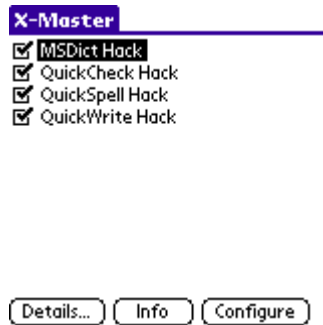 X-Master
MSDict Hack
QuickCheck Hack
QuickSpell Hack
QuickWrite Hack
Details... Info Configure